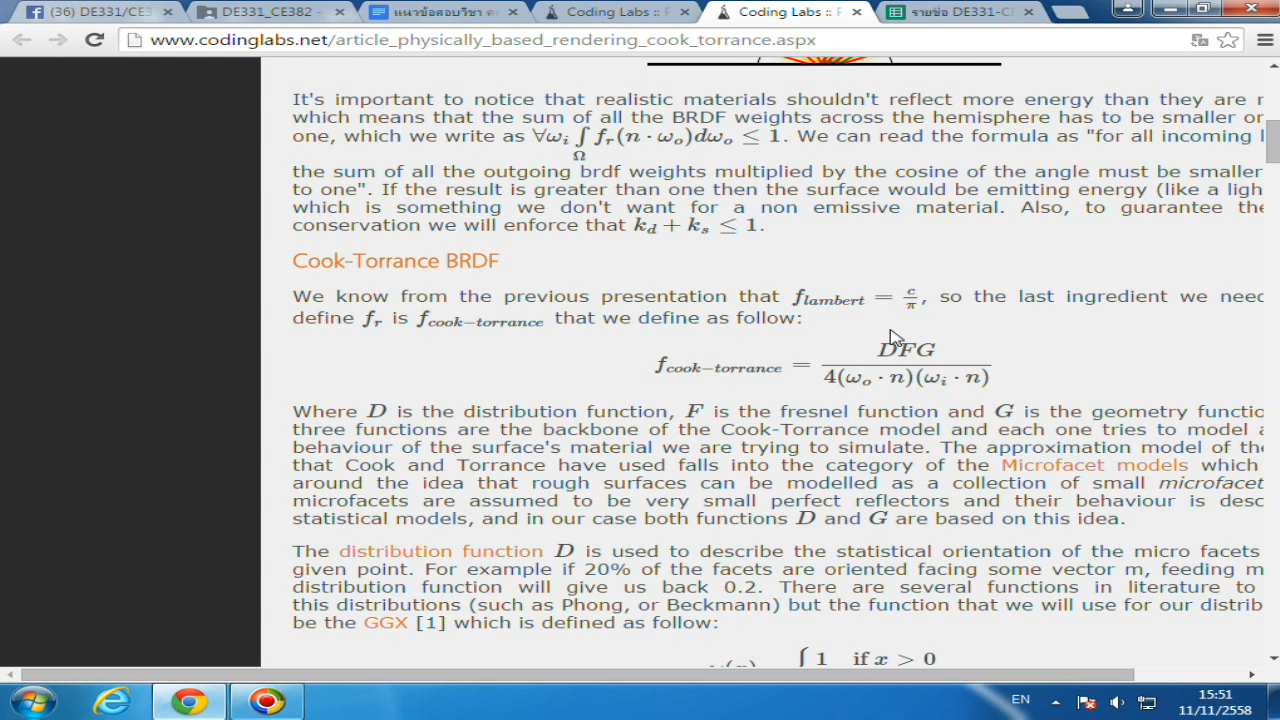 (36) DE331/CE3
DE331_CE382 -
แนวข้อสอบวิชา ค
Coding Labs :: F
Coding Labs :: F
รายชื่อ DE331-C
www.codinglabs.net/article_physically_based_rendering_cook_torrance.aspx
It's important to notice that realistic materials shouldn't reflect more energy than they are r
which means that the sum of all the BRDF weights across the hemisphere has to be smaller or
one, which we write as ∀ωᵢ ∫Ω fᵣ(n · ωₒ)dωₒ ≤ 1. We can read the formula as "for all incoming
the sum of all the outgoing brdf weights multiplied by the cosine of the angle must be smaller
to one". If the result is greater than one then the surface would be emitting energy (like a ligh
which is something we don't want for a non emissive material. Also, to guarantee the
conservation we will enforce that k_d + k_s ≤ 1.
Cook-Torrance BRDF
We know from the previous presentation that f_lambert = c/π, so the last ingredient we need
define fᵣ is f_cook−torrance that we define as follow:
f_cook−torrance = DFG / 4(ωₒ · n)(ωᵢ · n)
Where D is the distribution function, F is the fresnel function and G is the geometry functio
three functions are the backbone of the Cook-Torrance model and each one tries to model a
behaviour of the surface's material we are trying to simulate. The approximation model of the
that Cook and Torrance have used falls into the category of the Microfacet models which
around the idea that rough surfaces can be modelled as a collection of small microfacet
microfacets are assumed to be very small perfect reflectors and their behaviour is desc
statistical models, and in our case both functions D and G are based on this idea.
The distribution function D is used to describe the statistical orientation of the micro facets
given point. For example if 20% of the facets are oriented facing some vector m, feeding m
distribution function will give us back 0.2. There are several functions in literature to
this distributions (such as Phong, or Beckmann) but the function that we will use for our distrib
be the GGX [1] which is defined as follow:
1 if x > 0
EN
15:51
11/11/2558